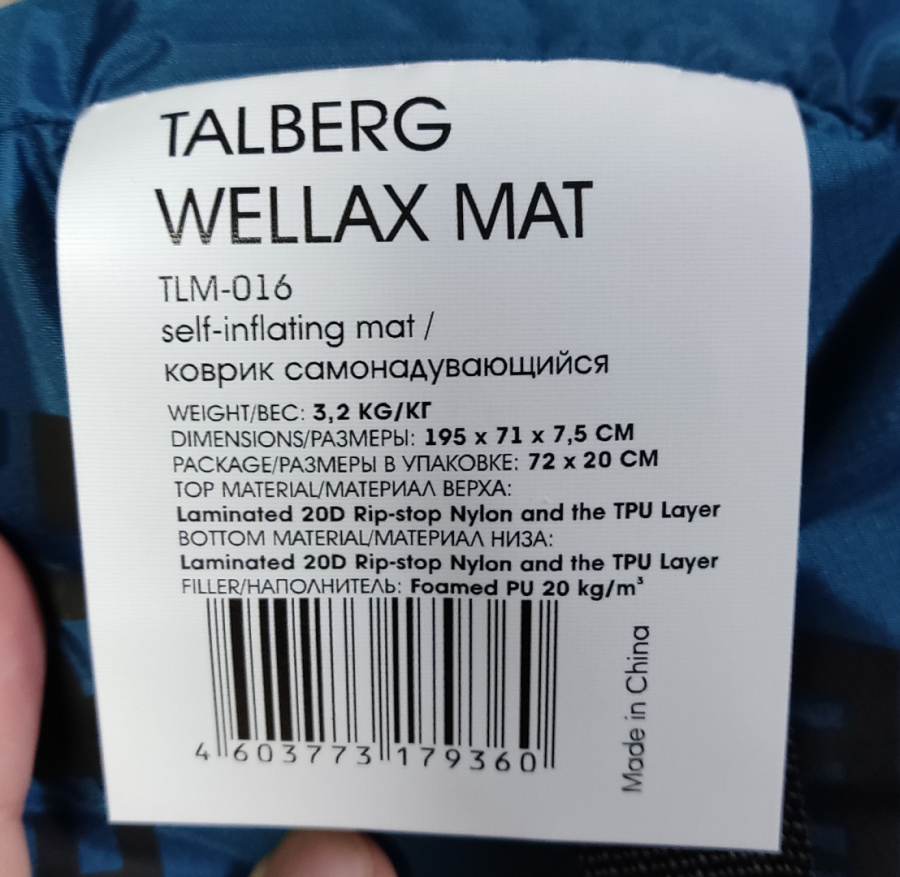 TALBERG
WELLAX MAT
TLM-016
self-inflating mat /
коврик самонадувающийся
WEIGHT/ВЕС: 3,2 KG/КГ
DIMENSIONS/РАЗМЕРЫ: 195 x 71 x 7,5 CM
PACKAGE/РАЗМЕРЫ В УПАКОВКЕ: 72 x 20 CM
TOP MATERIAL/МАТЕРИАЛ ВЕРХА:
Laminated 20D Rip-stop Nylon and the TPU Layer
BOTTOM MATERIAL/МАТЕРИАЛ НИЗА:
Laminated 20D Rip-stop Nylon and the TPU Layer
FILLER/НАПОЛНИТЕЛЬ: Foamed PU 20 kg/m³
4 603773 179360
Made in China